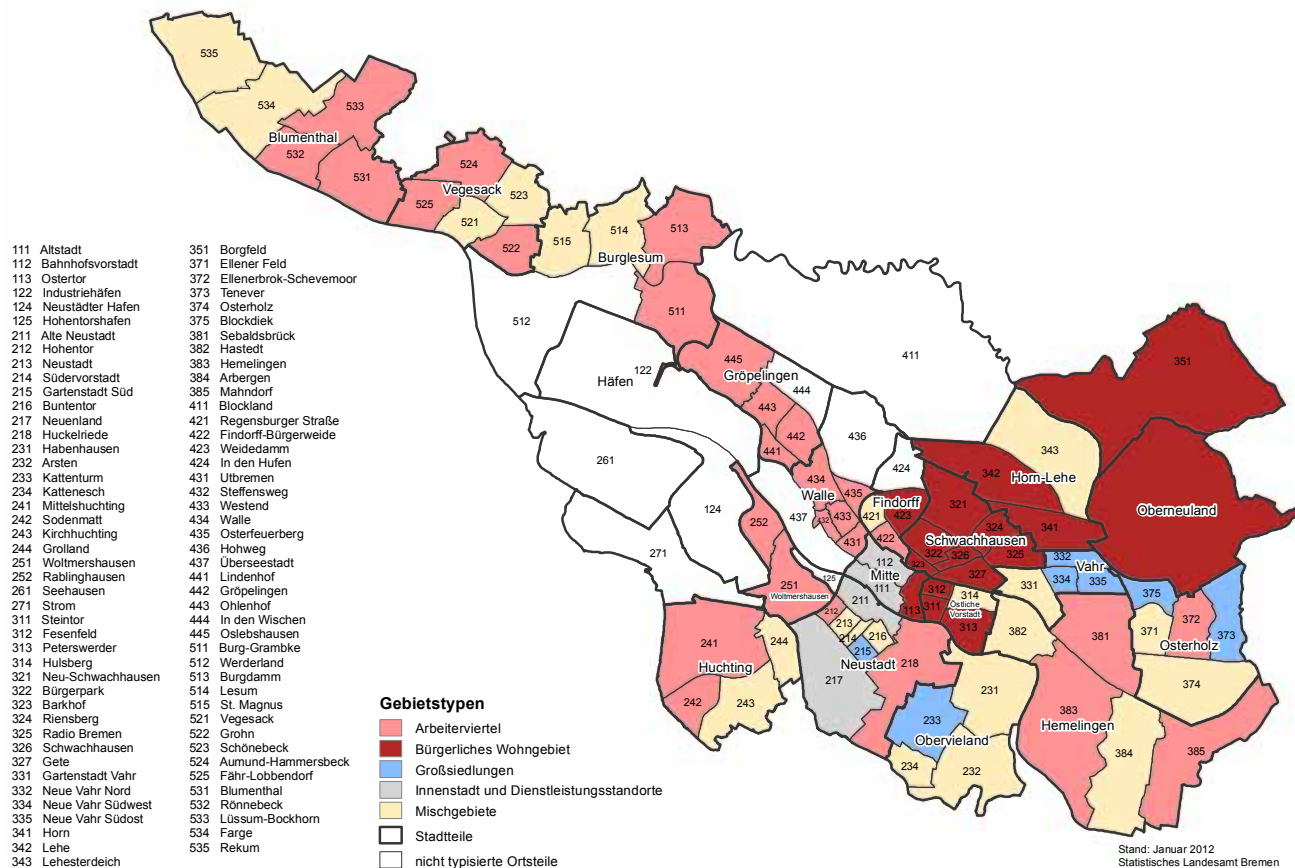 111 Altstadt
112 Bahnhofsvorstadt
113 Ostertor
122 Industriehäfen
124 Neustädter Hafen
125 Hohentorshafen
211 Alte Neustadt
212 Hohentor
213 Neustadt
214 Südervorstadt
215 Gartenstadt Süd
216 Buntentor
217 Neuenland
218 Huckelriede
231 Habenhausen
232 Arsten
233 Kattenturm
234 Kattenesch
241 Mittelshuchting
242 Sodenmatt
243 Kirchhuchting
244 Grolland
251 Woltmershausen
252 Rablinghausen
261 Seehausen
271 Strom
311 Steintor
312 Fesenfeld
313 Peterswerder
314 Hulsberg
321 Neu-Schwachhausen
322 Bürgerpark
323 Barkhof
324 Riensberg
325 Radio Bremen
326 Schwachhausen
327 Gete
331 Gartenstadt Vahr
332 Neue Vahr Nord
334 Neue Vahr Südwest
335 Neue Vahr Südost
341 Horn
342 Lehe
343 Lehesterdeich
351 Borgfeld
371 Ellener Feld
372 Ellenerbrok-Schevemoor
373 Tenever
374 Osterholz
375 Blockdiek
381 Sebaldsbrück
382 Hastedt
383 Hemelingen
384 Arbergen
385 Mahndorf
411 Blockland
421 Regensburger Straße
422 Findorff-Bürgerweide
423 Weidedamm
424 In den Hufen
431 Utbremen
432 Steffensweg
433 Westend
434 Walle
435 Osterfeuerberg
436 Hohweg
437 Überseestadt
441 Lindenhof
442 Gröpelingen
443 Ohlenhof
444 In den Wischen
445 Oslebshausen
511 Burg-Grambke
512 Werderland
513 Burgdamm
514 Lesum
515 St. Magnus
521 Vegesack
522 Grohn
523 Schönebeck
524 Aumund-Hammersbeck
525 Fähr-Lobbendorf
531 Blumenthal
532 Rönnebeck
533 Lüssum-Bockhorn
534 Farge
535 Rekum
535
534
533
Blumenthal
532
531
524
Vegesack
523
525
521
522
515
514
513
Burglesum
512
511
411
351
Häfen
122
445
Gröpelingen
444
443
442
441
436
343
424
342
Horn-Lehe
261
434
Walle
435
Findorff
321
Oberneuland
124
252
437
432
433
421
423
324
341
Schwachhausen
431
422
322
326
325
323
271
112
Mitte
111
327
332
Vahr
334
335
331
375
251
Woltmershausen
125
211
113
312
311
314
Östliche
Vorstadt
313
382
381
371
372
373
Osterholz
212
213
214
216
215
Neustadt
218
241
244
Huchting
217
231
374
242
243
233
Obervieland
383
Hemelingen
384
385
234
232
Gebietstypen
Arbeiterviertel
Bürgerliches Wohngebiet
Großsiedlungen
Innenstadt und Dienstleistungsstandorte
Mischgebiete
Stadtteile
nicht typisierte Ortsteile
Stand: Januar 2012
Statistisches Landesamt Bremen